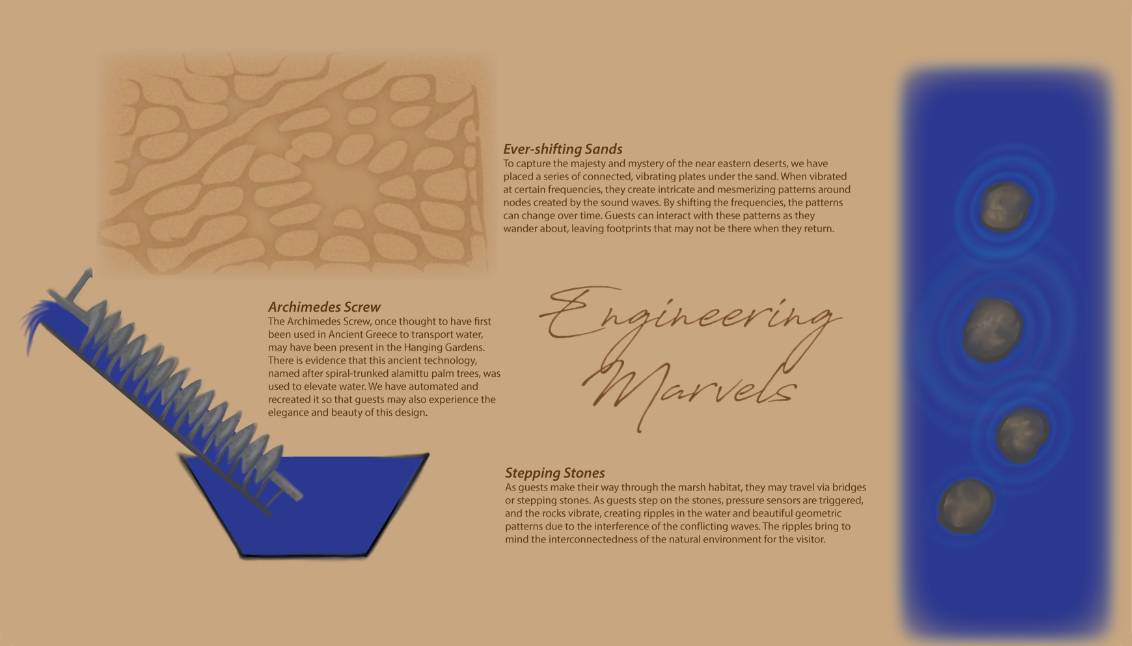 Ever-shifting Sands
To capture the majesty and mystery of the near eastern deserts, we have
placed a series of connected, vibrating plates under the sand. When vibrated
at certain frequencies, they create intricate and mesmerizing patterns around
nodes created by the sound waves. By shifting the frequencies, the patterns
can change over time. Guests can interact with these patterns as they
wander about, leaving footprints that may not be there when they return.
Archimedes Screw
The Archimedes Screw, once thought to have first
been used in Ancient Greece to transport water,
may have been present in the Hanging Gardens.
There is evidence that this ancient technology,
named after spiral-trunked alamittu palm trees, was
used to elevate water. We have automated and
recreated it so that guests may also experience the
elegance and beauty of this design.
Engineering
Marvels
Stepping Stones
As guests make their way through the marsh habitat, they may travel via bridges
or stepping stones. As guests step on the stones, pressure sensors are triggered,
and the rocks vibrate, creating ripples in the water and beautiful geometric
patterns due to the interference of the conflicting waves. The ripples bring to
mind the interconnectedness of the natural environment for the visitor.